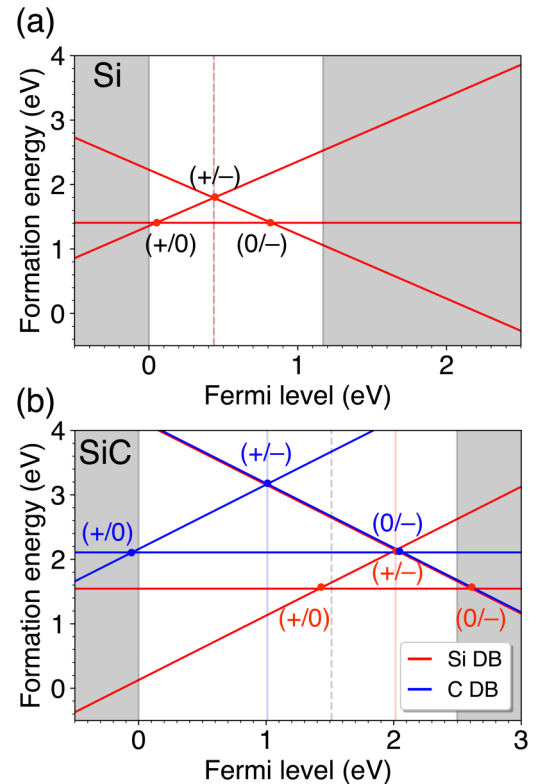 (a)
4
Si
3
2
1
0
Formation energy (eV)
(+/−)
(+/0)
(0/−)
0
1
2
Fermi level (eV)
(b)
4
SiC
3
2
1
0
Formation energy (eV)
(+/−)
(+/0)
(0/−)
(+/−)
(+/0)
(0/−)
Si DB
C DB
0
1
2
3
Fermi level (eV)